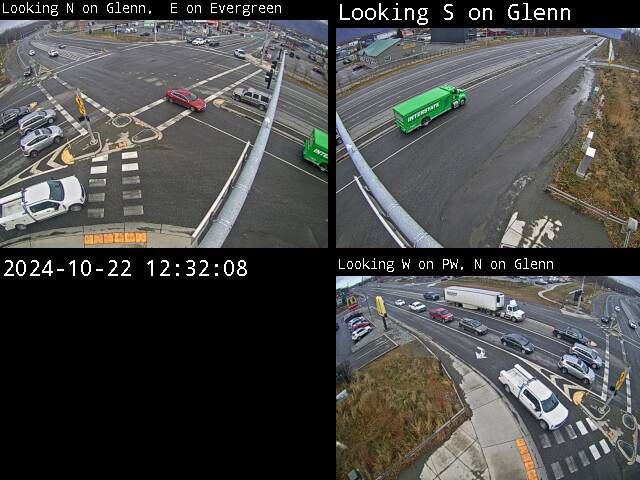 Looking N on Glenn,  E on Evergreen
Looking S on Glenn
INTERSTATE
2024-10-22 12:32:08
Looking W on PW, N on Glenn